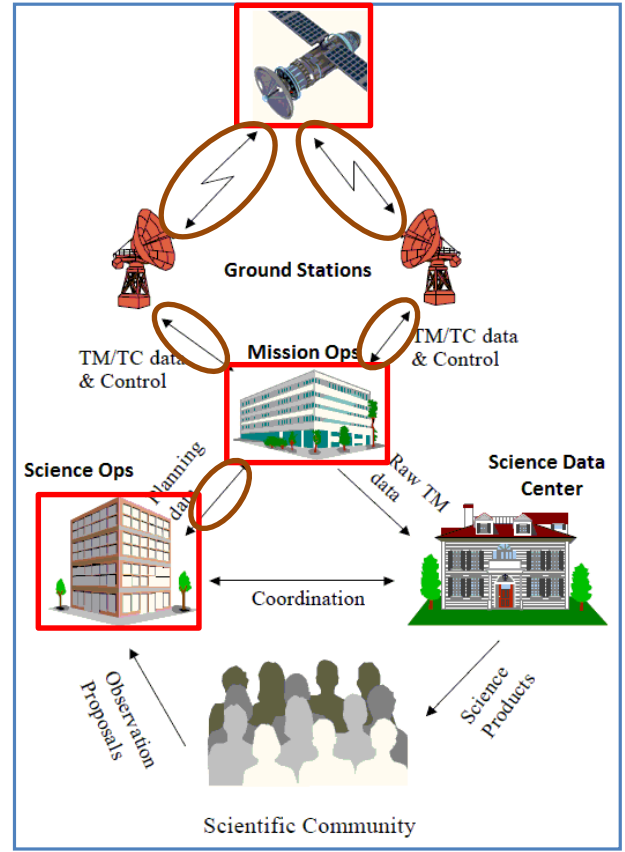 Ground Stations
TM/TC data
& Control
Mission Ops
TM/TC data
& Control
Science Ops
Planning
data
Raw TM
data
Science Data
Center
Coordination
Observation
Proposals
Science
Products
Scientific Community